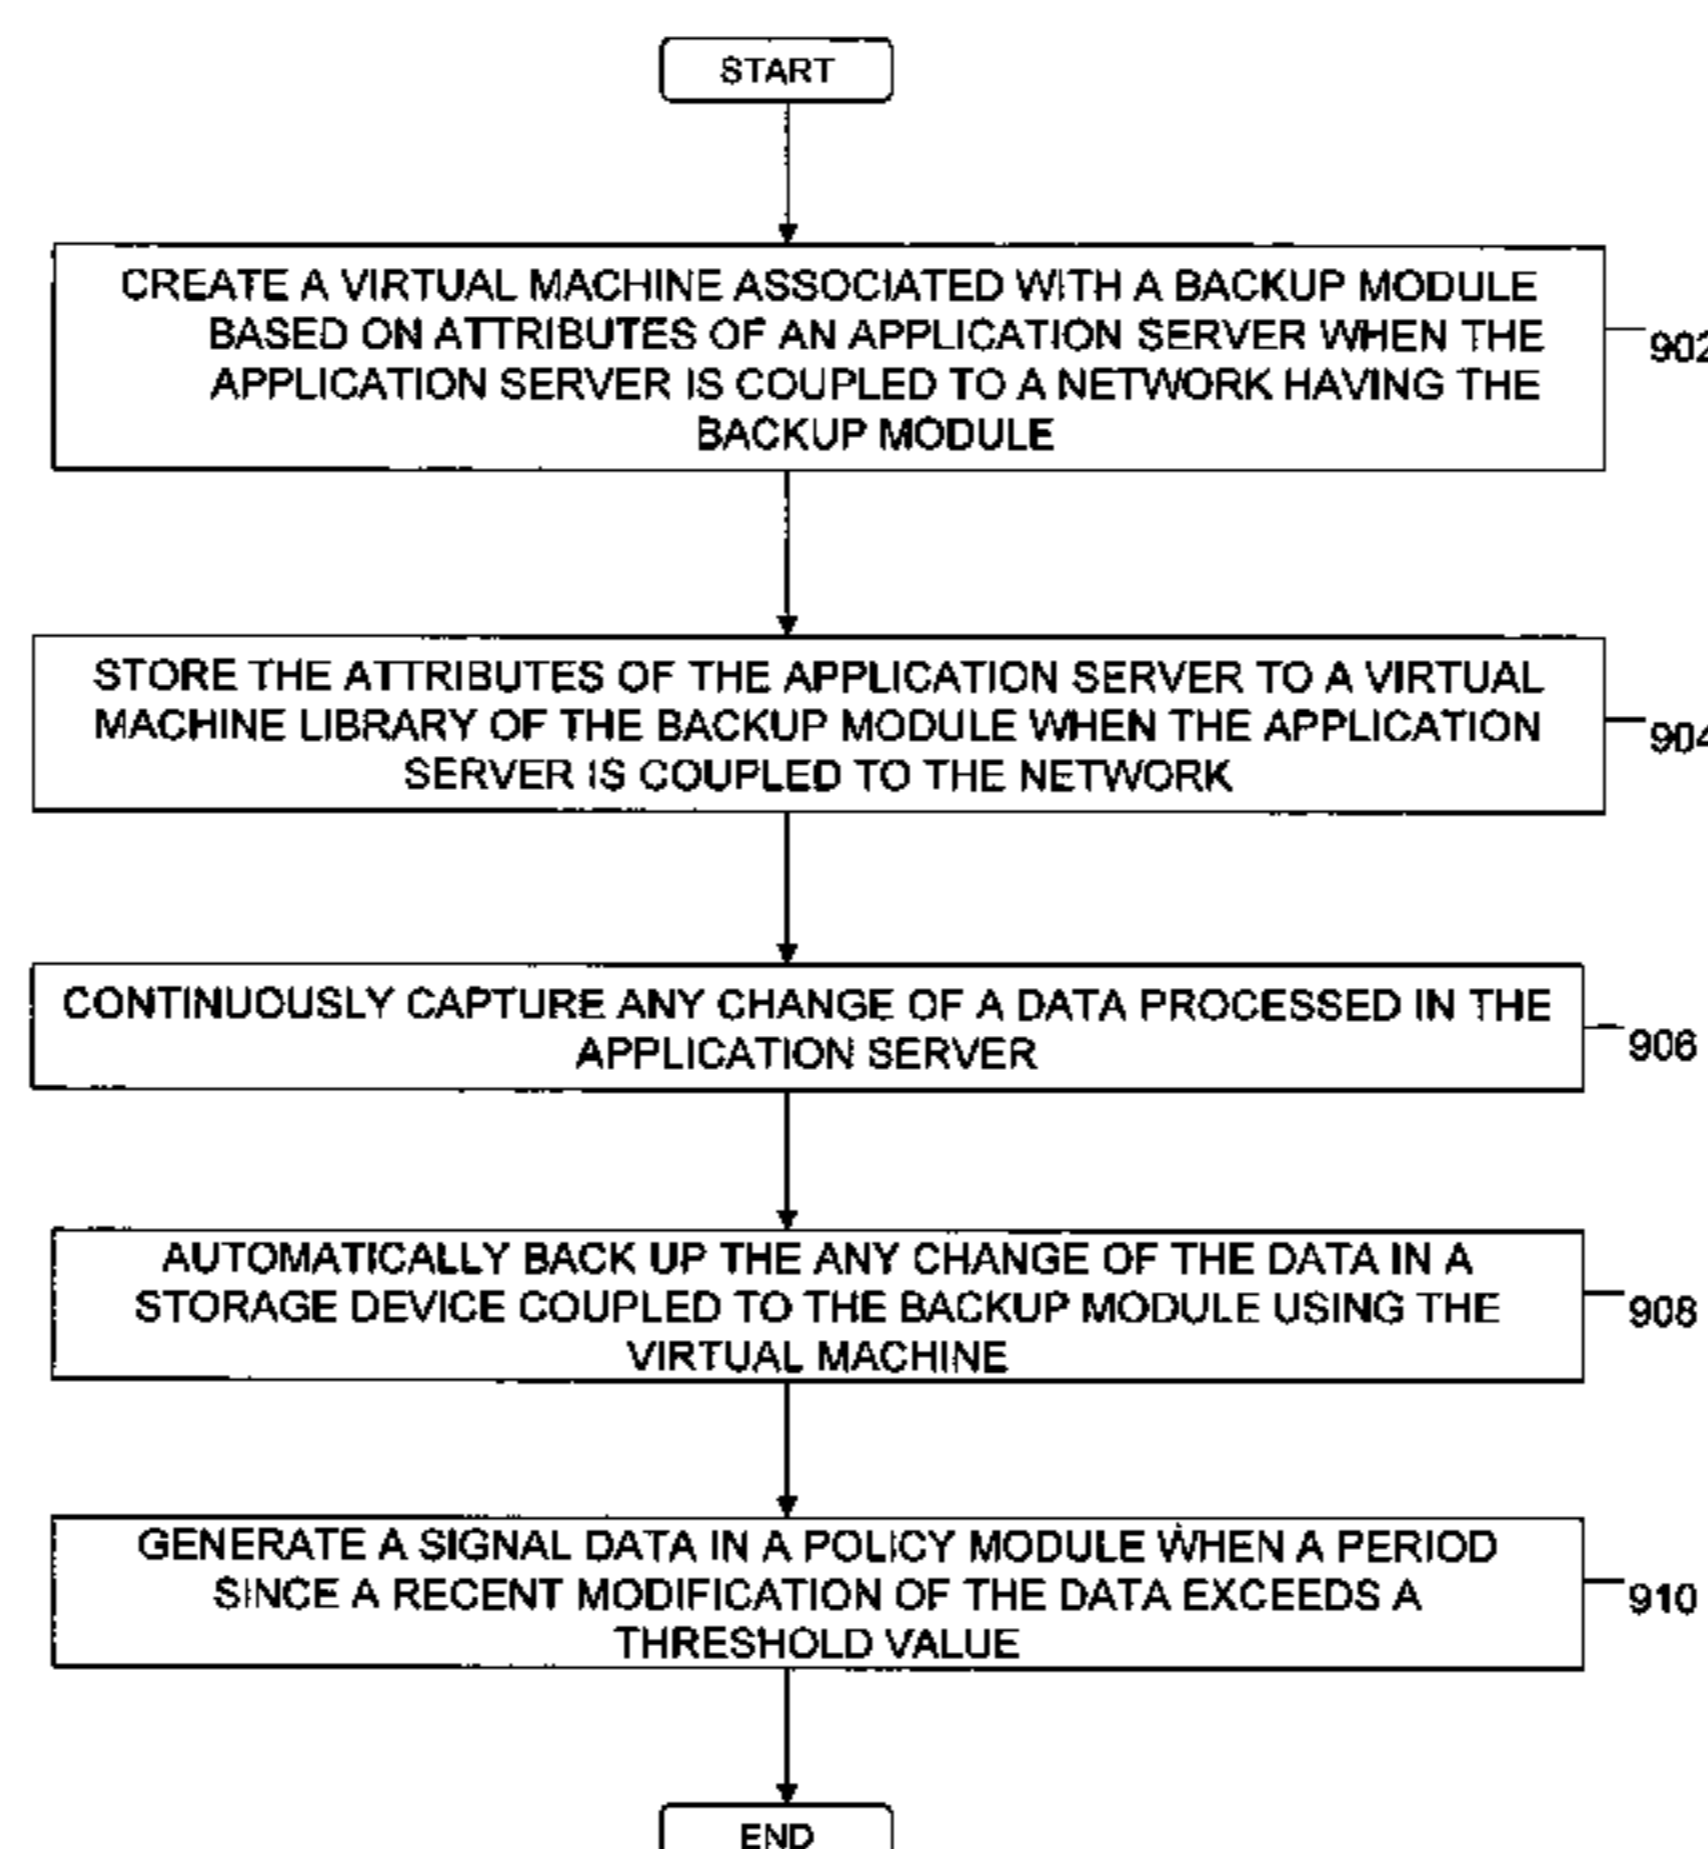 START
CREATE A VIRTUAL MACHINE ASSOCIATED WITH A BACKUP MODULE
BASED ON ATTRIBUTES OF AN APPLICATION SERVER WHEN THE
APPLICATION SERVER IS COUPLED TO A NETWORK HAVING THE
BACKUP MODULE
902
STORE THE ATTRIBUTES OF THE APPLICATION SERVER TO A VIRTUAL
MACHINE LIBRARY OF THE BACKUP MODULE WHEN THE APPLICATION
SERVER IS COUPLED TO THE NETWORK
904
CONTINUOUSLY CAPTURE ANY CHANGE OF A DATA PROCESSED IN THE
APPLICATION SERVER
906
AUTOMATICALLY BACK UP THE ANY CHANGE OF THE DATA IN A
STORAGE DEVICE COUPLED TO THE BACKUP MODULE USING THE
VIRTUAL MACHINE
908
GENERATE A SIGNAL DATA IN A POLICY MODULE WHEN A PERIOD
SINCE A RECENT MODIFICATION OF THE DATA EXCEEDS A
THRESHOLD VALUE
910
END